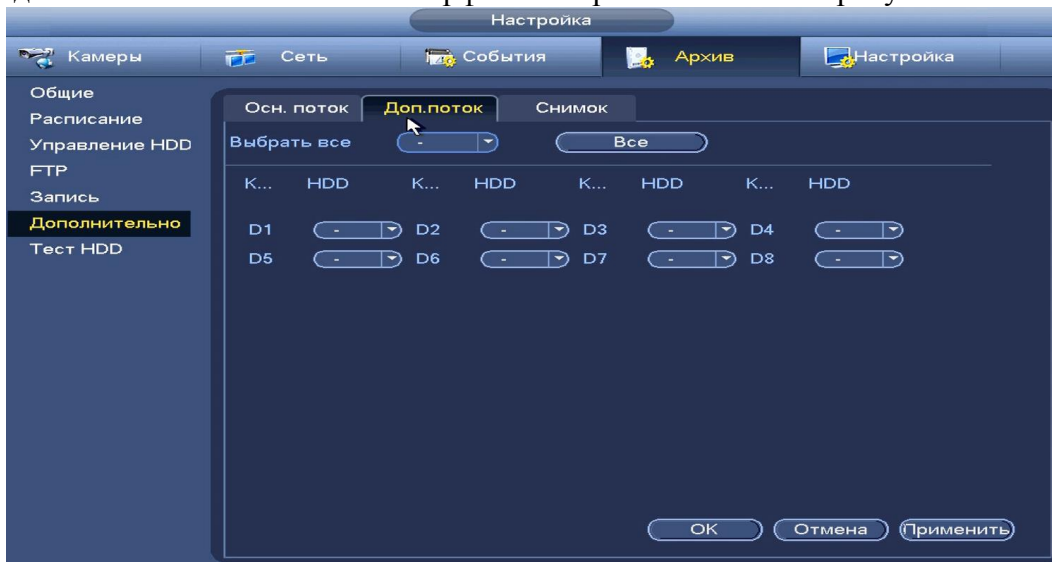 Настройка
Камеры Сеть События Архив Настройка
Общие
Расписание
Управление HDD
FTP
Запись
Дополнительно
Тест HDD
Осн. поток Доп.поток Снимок
Выбрать все - Все
К... HDD К... HDD К... HDD К... HDD
D1 - D2 - D3 - D4 -
D5 - D6 - D7 - D8 -
OK Отмена Применить